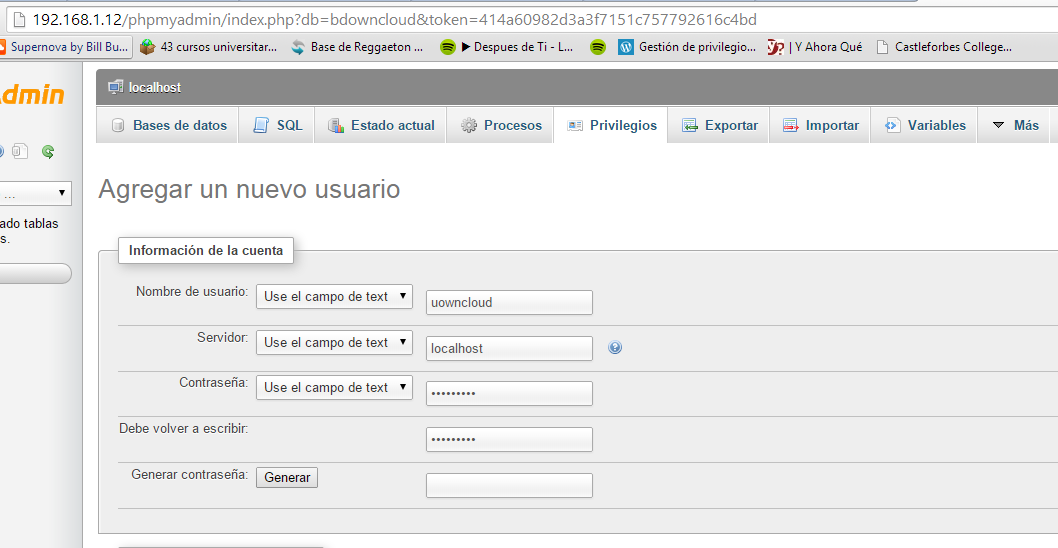 192.168.1.12/phpmyadmin/index.php?db=bdowncloud&token=414a60982d3a3f7151c757792616c4bd
Supernova by Bill Bu... 43 cursos universitar... Base de Reggaeton ... ▶ Despues de Ti - L... Gestión de privilegio... | Y Ahora Qué Castleforbes College...
dmin
localhost
Bases de datos SQL Estado actual Procesos Privilegios Exportar Importar Variables Más
... 
ado tablas
s.
Agregar un nuevo usuario
Información de la cuenta
Nombre de usuario: Use el campo de text uowncloud
Servidor: Use el campo de text localhost
Contraseña: Use el campo de text •••••••••
Debe volver a escribir: •••••••••
Generar contraseña: Generar